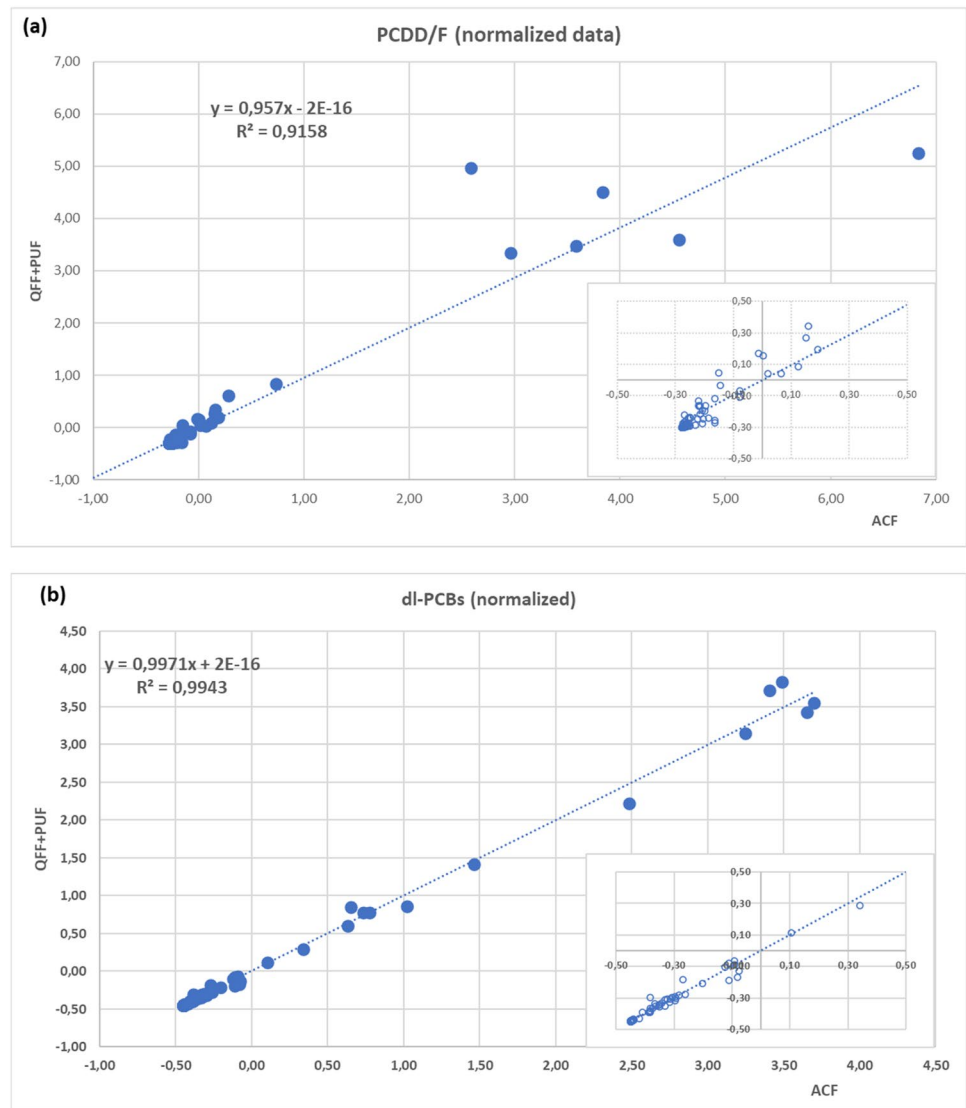 (a)
PCDD/F (normalized data)
y = 0,957x - 2E-16
R² = 0,9158
7,00
6,00
5,00
4,00
3,00
2,00
1,00
0,00
-1,00
QFF+PUF
-1,00 0,00 1,00 2,00 3,00 4,00 5,00 6,00 7,00
ACF
0,50
0,30
0,10
-0,50 -0,30 -0,10 0,10 0,30 0,50
-0,10
-0,30
-0,50
(b)
dl-PCBs (normalized)
y = 0,9971x + 2E-16
R² = 0,9943
4,50
4,00
3,50
3,00
2,50
2,00
1,50
1,00
0,50
0,00
-0,50
-1,00
QFF+PUF
-1,00 -0,50 0,00 0,50 1,00 1,50 2,00 2,50 3,00 3,50 4,00 4,50
ACF
0,50
0,30
0,10
-0,50 -0,30 0,10 0,30 0,50
-0,30
-0,50